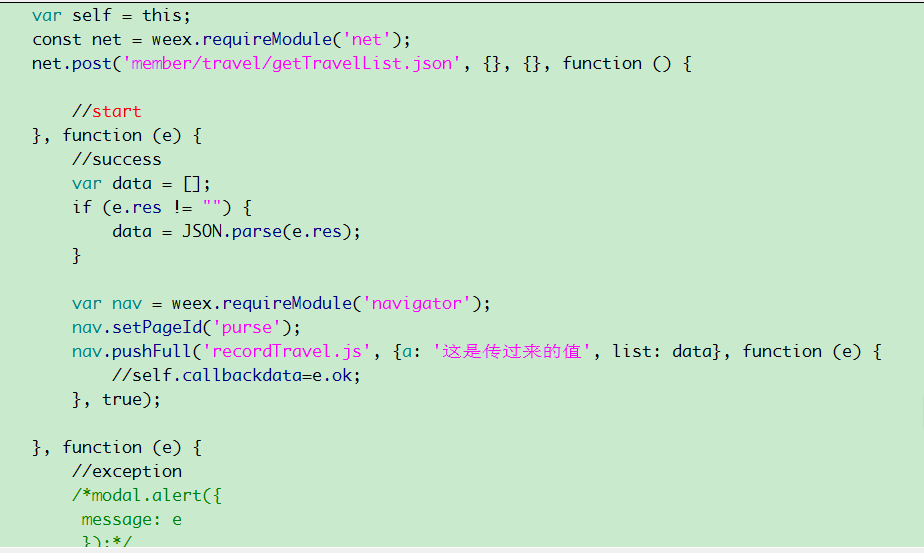 var self = this;
const net = weex.requireModule('net');
net.post('member/travel/getTravelList.json', {}, {}, function () {
//start
}, function (e) {
//success
var data = [];
if (e.res != "") {
data = JSON.parse(e.res);
}
var nav = weex.requireModule('navigator');
nav.setPageId('purse');
nav.pushFull('recordTravel.js', {a: '这是传过来的值', list: data}, function (e) {
//self.callbackdata=e.ok;
}, true);
}, function (e) {
//exception
/*modal.alert({
message: e
});*/